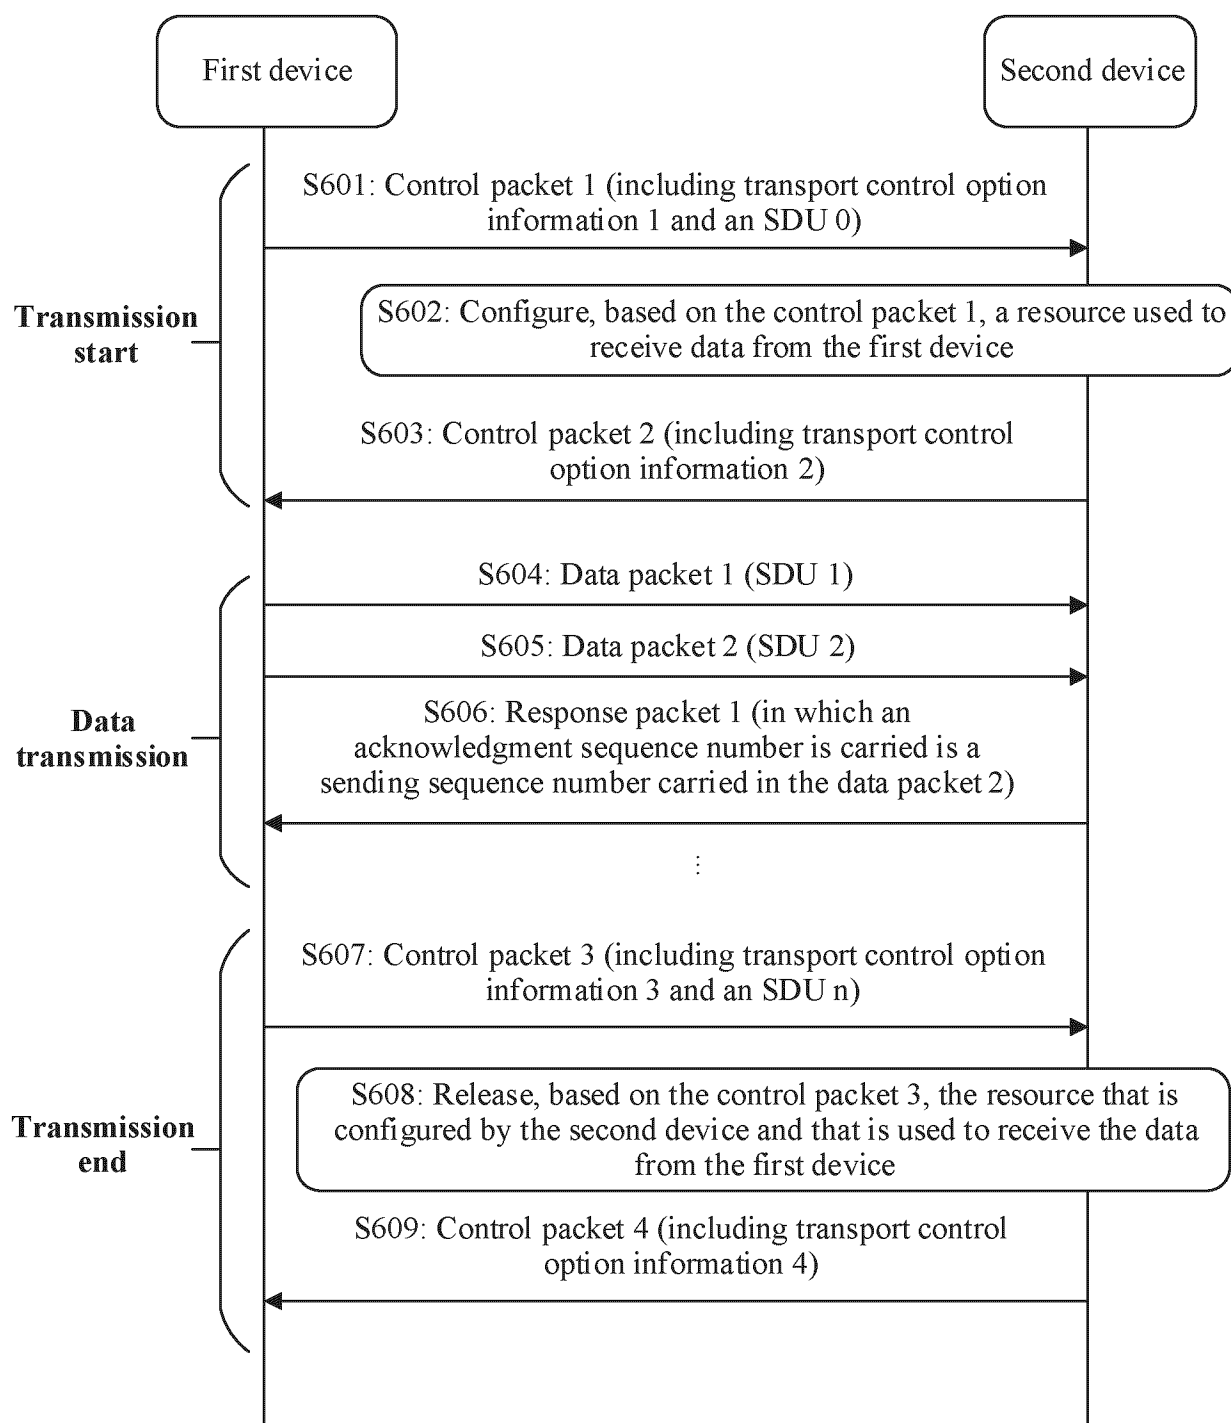 First device
Second device
S601: Control packet 1 (including transport control option
information 1 and an SDU 0)
Transmission
start
S602: Configure, based on the control packet 1, a resource used to
receive data from the first device
S603: Control packet 2 (including transport control
option information 2)
S604: Data packet 1 (SDU 1)
S605: Data packet 2 (SDU 2)
Data
transmission
S606: Response packet 1 (in which an
acknowledgment sequence number is carried is a
sending sequence number carried in the data packet 2)
⋮
S607: Control packet 3 (including transport control option
information 3 and an SDU n)
Transmission
end
S608: Release, based on the control packet 3, the resource that is
configured by the second device and that is used to receive the data
from the first device
S609: Control packet 4 (including transport control
option information 4)